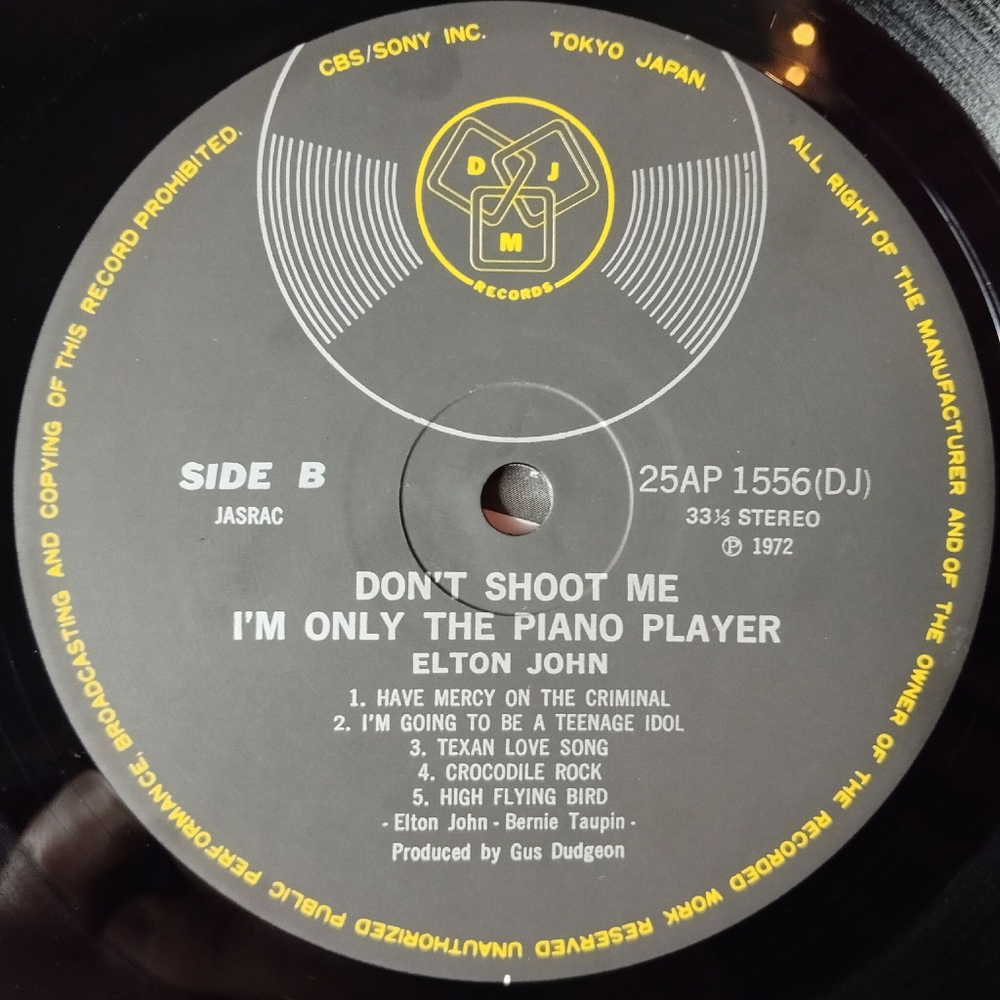 CBS/SONY INC. TOKYO JAPAN.
ALL RIGHT OF THE MANUFACTURER AND OF THE OWNER OF THE RECORDED WORK RESERVED UNAUTHORIZED PUBLIC PERFORMANCE, BROADCASTING AND COPYING OF THIS RECORD PROHIBITED.
D J
M
RECORDS
SIDE B
JASRAC
25AP 1556(DJ)
33⅓ STEREO
Ⓟ 1972
DON'T SHOOT ME
I'M ONLY THE PIANO PLAYER
ELTON JOHN
1. HAVE MERCY ON THE CRIMINAL
2. I'M GOING TO BE A TEENAGE IDOL
3. TEXAN LOVE SONG
4. CROCODILE ROCK
5. HIGH FLYING BIRD
- Elton John - Bernie Taupin -
Produced by Gus Dudgeon